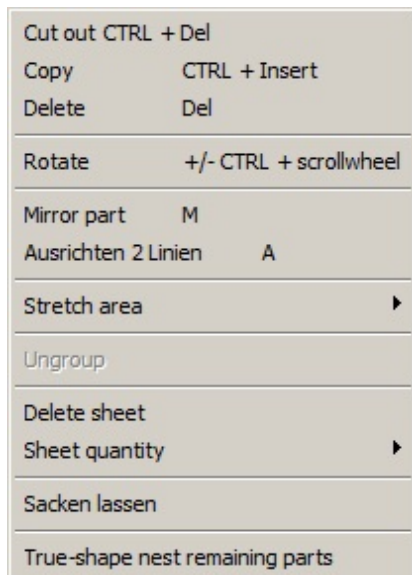 Cut out CTRL + Del
Copy CTRL + Insert
Delete Del
Rotate +/- CTRL + scrollwheel
Mirror part M
Ausrichten 2 Linien A
Stretch area
Ungroup
Delete sheet
Sheet quantity
Sacken lassen
True-shape nest remaining parts